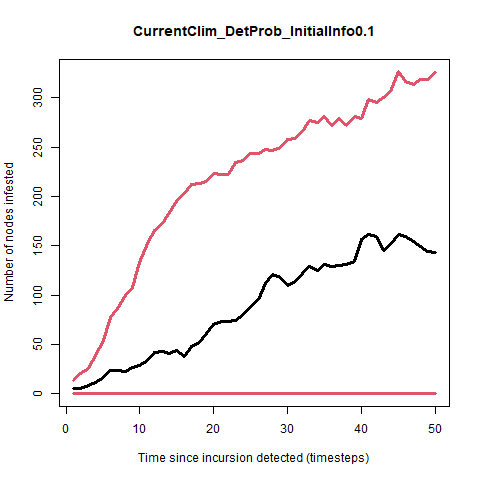 CurrentClim_DetProb_InitialInfo0.1
Number of nodes infested
300
250
200
150
100
50
0
0 10 20 30 40 50
Time since incursion detected (timesteps)